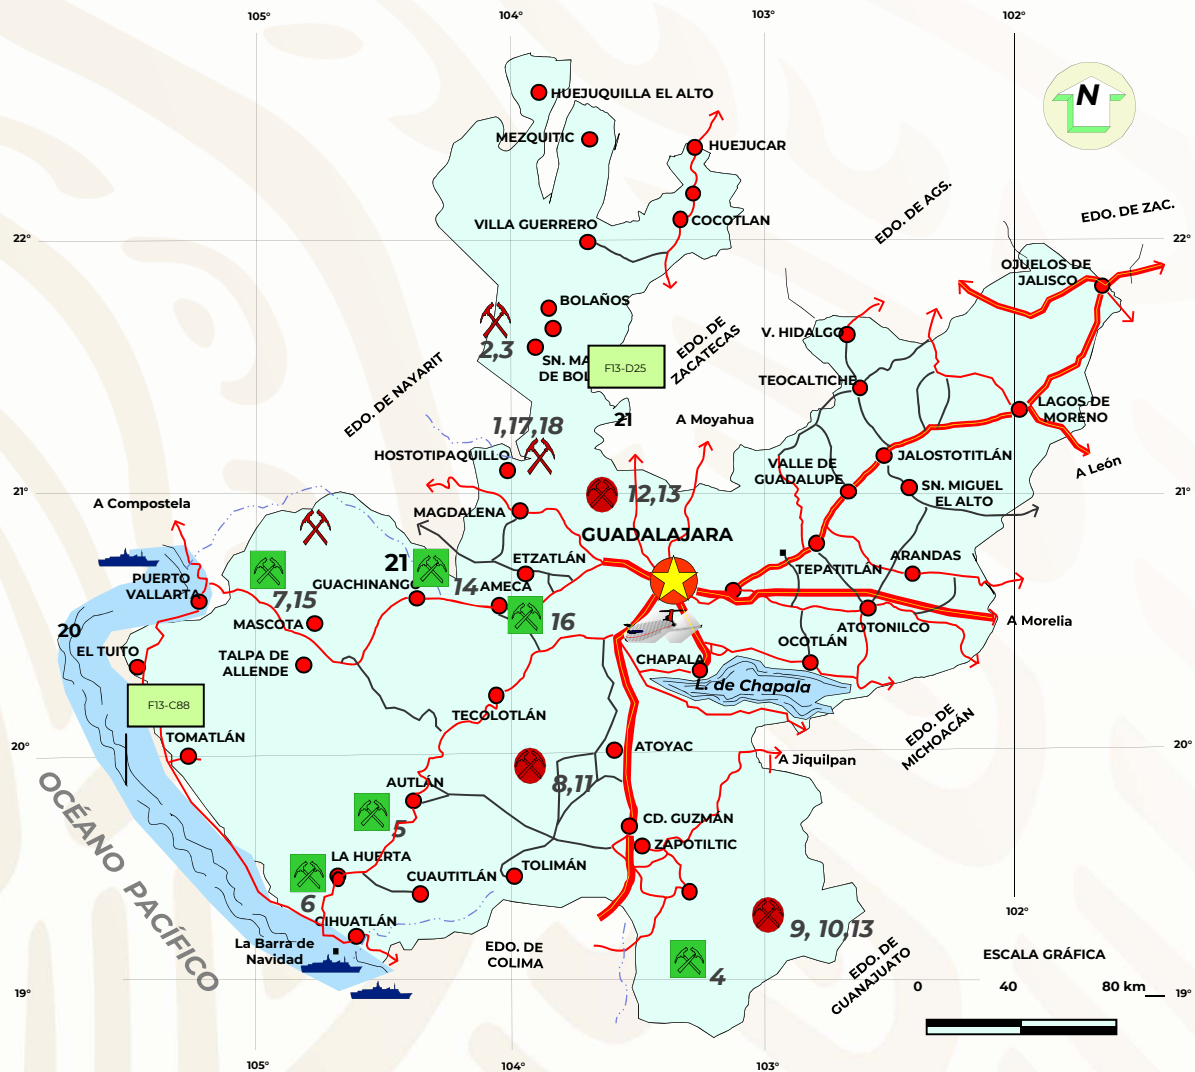 105°
104°
103°
102°
HUEJUQUILLA EL ALTO
N
MEZQUITIC
HUEJUCAR
EDO. DE AGS.
EDO. DE ZAC.
VILLA GUERRERO
COCOTLAN
22°
22°
OJUELOS DE
JALISCO
BOLAÑOS
2,3
EDO. DE
ZACATECAS
V. HIDALGO
SN. MA
DE BOL
F13-D25
EDO. DE NAYARIT
TEOCALTICHE
LAGOS DE
MORENO
21
A Moyahua
1,17,18
HOSTOTIPAQUILLO
JALOSTOTITLÁN
VALLE DE
GUADALUPE
A León
SN. MIGUEL
EL ALTO
21°
21°
A Compostela
12,13
MAGDALENA
GUADALAJARA
21
ETZATLÁN
ARANDAS
TEPATITLÁN
PUERTO
VALLARTA
GUACHINANGO
14
AMECA
7,15
16
MASCOTA
ATOTONILCO
A Morelia
20
EL TUITO
TALPA DE
ALLENDE
OCOTLÁN
CHAPALA
L. de Chapala
F13-C88
TECOLOTLÁN
EDO. DE
MICHOACÁN
TOMATLÁN
20°
20°
ATOYAC
A Jiquilpan
OCÉANO PACÍFICO
AUTLÁN
8,11
5
CD. GUZMÁN
ZAPOTILTIC
LA HUERTA
CUAUTITLÁN
TOLIMÁN
6
CIHUATLÁN
9, 10,13
102°
La Barra de
Navidad
EDO. DE
COLIMA
4
EDO. DE
GUANAJUATO
ESCALA GRÁFICA
0
40
80 km
19°
19°
105°
104°
103°